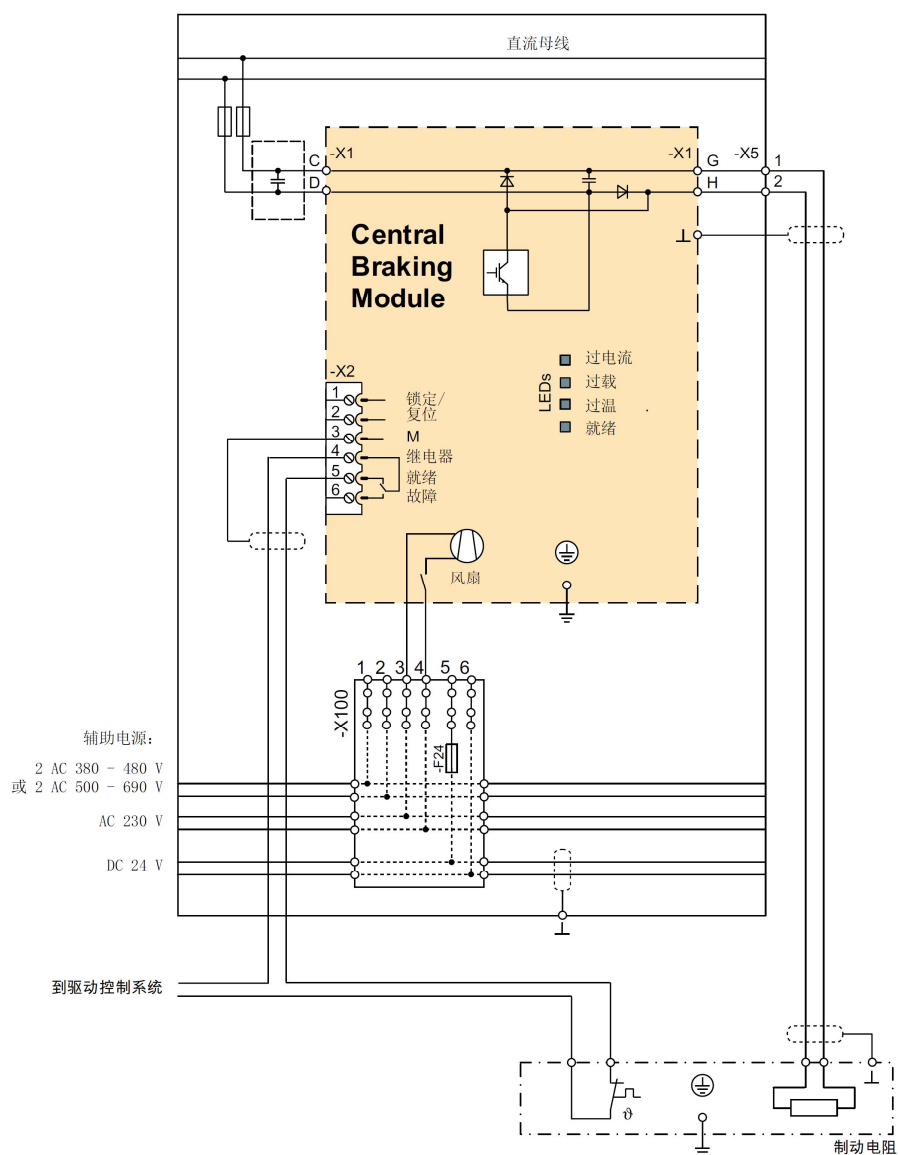 直流母线
-X1
-X1
-X5
C
D
G
H
1
2
Central
Braking
Module
LEDs
过电流
过载
过温
就绪
-X2
1
2
3
4
5
6
锁定/
复位
M
继电器
就绪
故障
风扇
1 2 3 4 5 6
-X100
-F24
辅助电源:
2 AC 380 - 480 V
或 2 AC 500 - 690 V
AC 230 V
DC 24 V
到驱动控制系统
ϑ
制动电阻